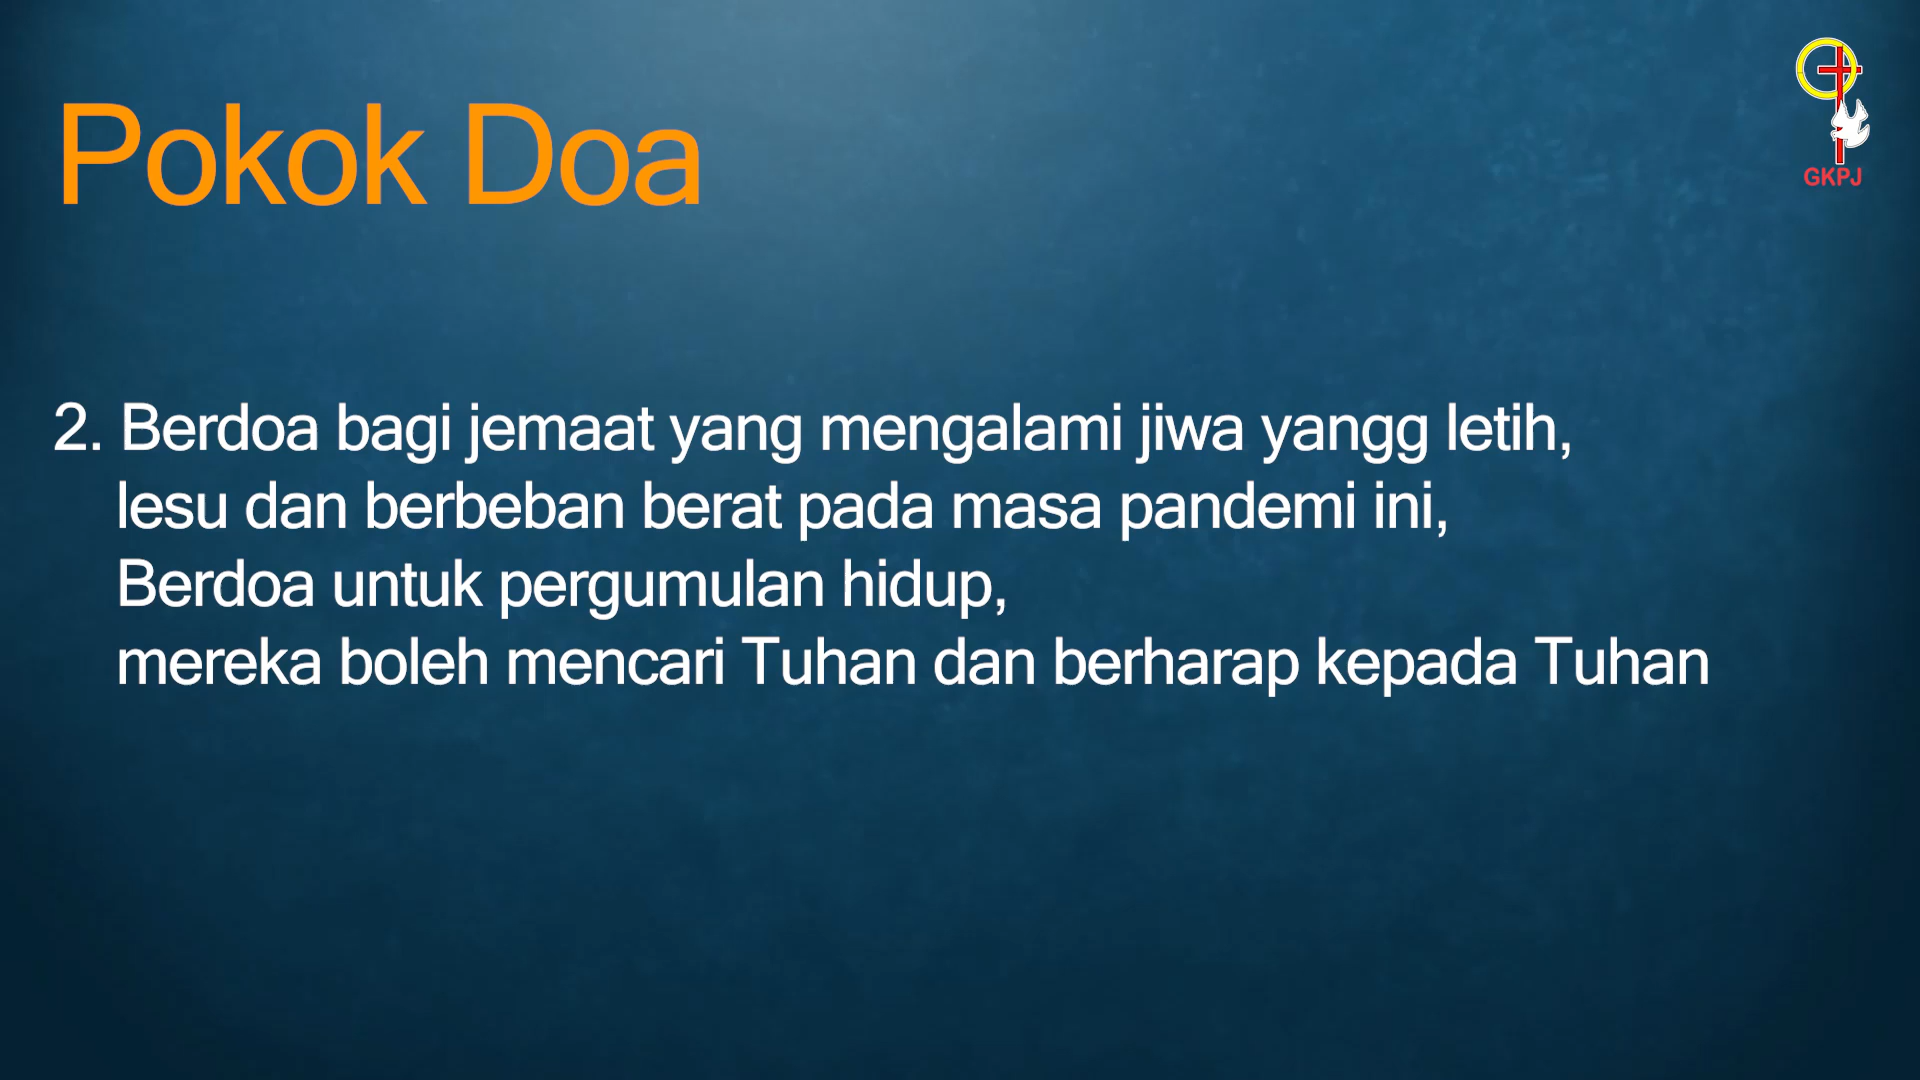 Pokok Doa
GKPJ
2. Berdoa bagi jemaat yang mengalami jiwa yangg letih,
lesu dan berbeban berat pada masa pandemi ini,
Berdoa untuk pergumulan hidup,
mereka boleh mencari Tuhan dan berharap kepada Tuhan